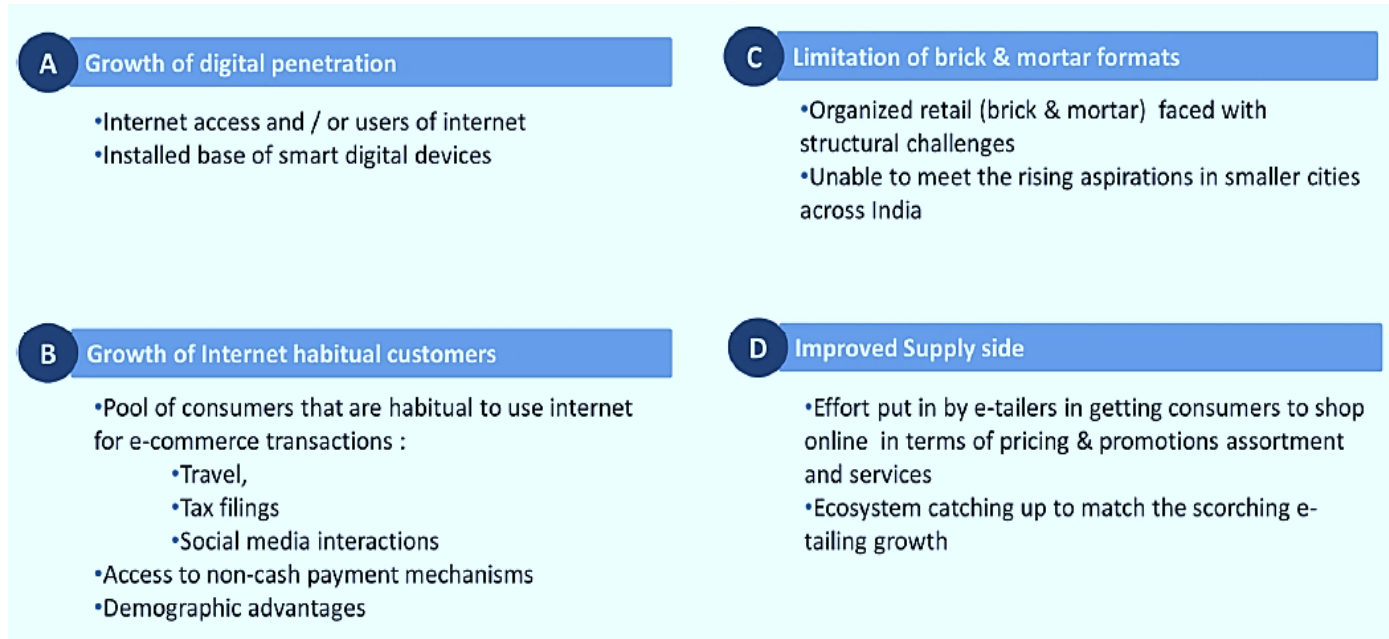 A Growth of digital penetration
•Internet access and / or users of internet
•Installed base of smart digital devices
B Growth of Internet habitual customers
•Pool of consumers that are habitual to use internet
for e-commerce transactions :
•Travel,
•Tax filings
•Social media interactions
•Access to non-cash payment mechanisms
•Demographic advantages
C Limitation of brick & mortar formats
•Organized retail (brick & mortar) faced with
structural challenges
•Unable to meet the rising aspirations in smaller cities
across India
D Improved Supply side
•Effort put in by e-tailers in getting consumers to shop
online in terms of pricing & promotions assortment
and services
•Ecosystem catching up to match the scorching e-
tailing growth